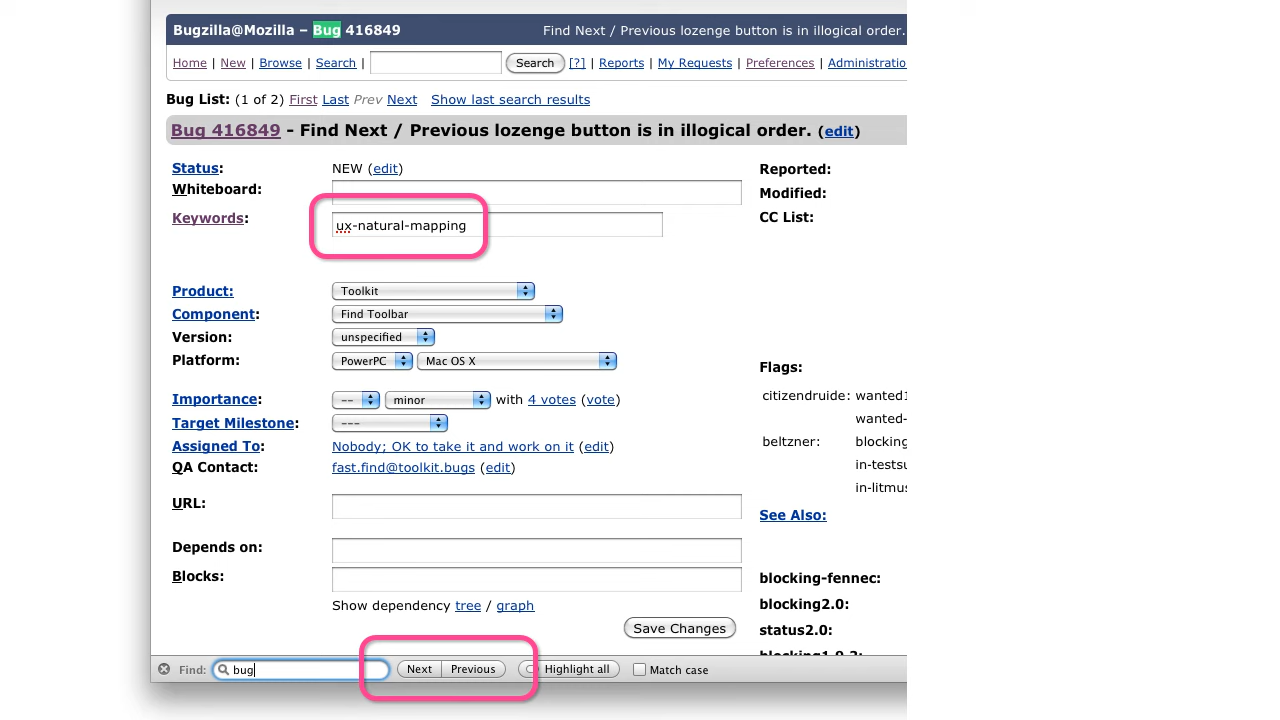 Bugzilla@Mozilla – Bug 416849 Find Next / Previous lozenge button is in illogical order.
Home | New | Browse | Search | Search [?] | Reports | My Requests | Preferences | Administratio
Bug List: (1 of 2) First Last Prev Next Show last search results
Bug 416849 - Find Next / Previous lozenge button is in illogical order. (edit)
Status: NEW (edit) Reported:
Whiteboard: Modified:
Keywords: ux-natural-mapping CC List:
Product: Toolkit
Component: Find Toolbar
Version: unspecified
Platform: PowerPC Mac OS X Flags:
citizendruide: wanted1
Importance: -- minor with 4 votes (vote)
wanted-
Target Milestone: ---
Assigned To: Nobody; OK to take it and work on it (edit) beltzner: blocking
QA Contact: fast.find@toolkit.bugs (edit) in-testsu
in-litmus
URL: See Also:
Depends on:
Blocks: blocking-fennec:
Show dependency tree / graph blocking2.0:
Save Changes status2.0:
blocking1.9.2:
Find: bug Next Previous Highlight all Match case